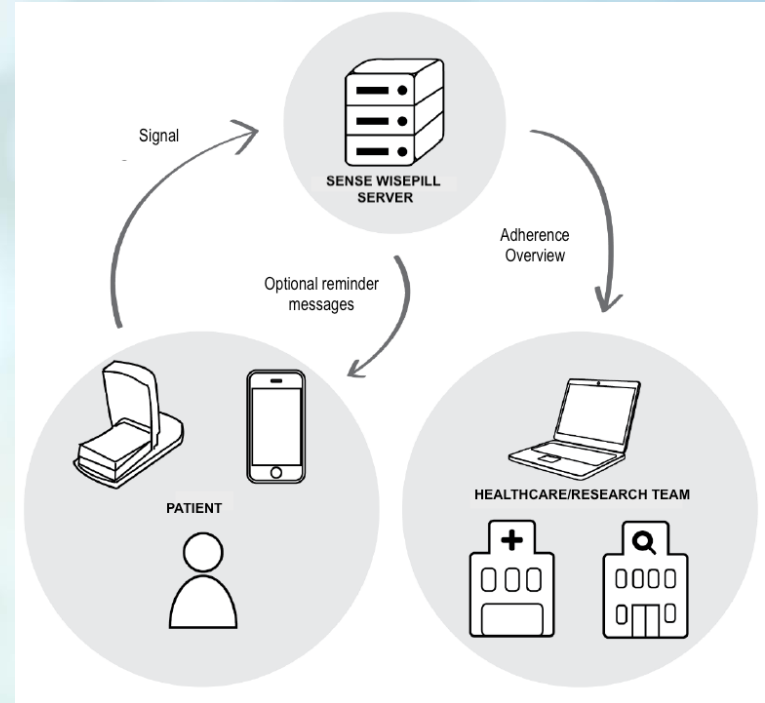 Signal
SENSE WISEPILL
SERVER
Adherence
Overview
Optional reminder
messages
PATIENT
HEALTHCARE/RESEARCH TEAM